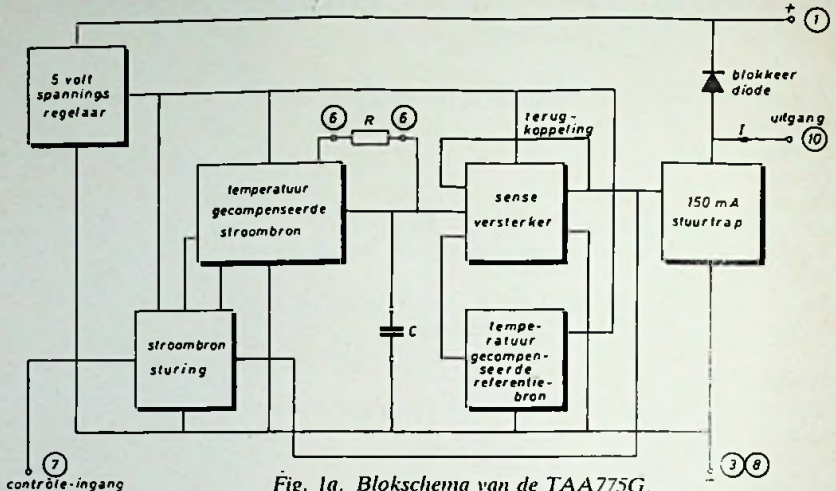 + 1
5 volt
spannings
regelaar
blokkeer
diode
6 R 6
terug-
koppeling
uitgang
I
10
temperatuur
gecompenseerde
stroombron
sense
versterker
150 mA
stuurtrap
C
stroombron
sturing
tempe-
ratuur
gecompen-
seerde
referentie-
bron
7
contrôle-ingang
3 8
Fig. 1a. Blokschema van de TAA775G